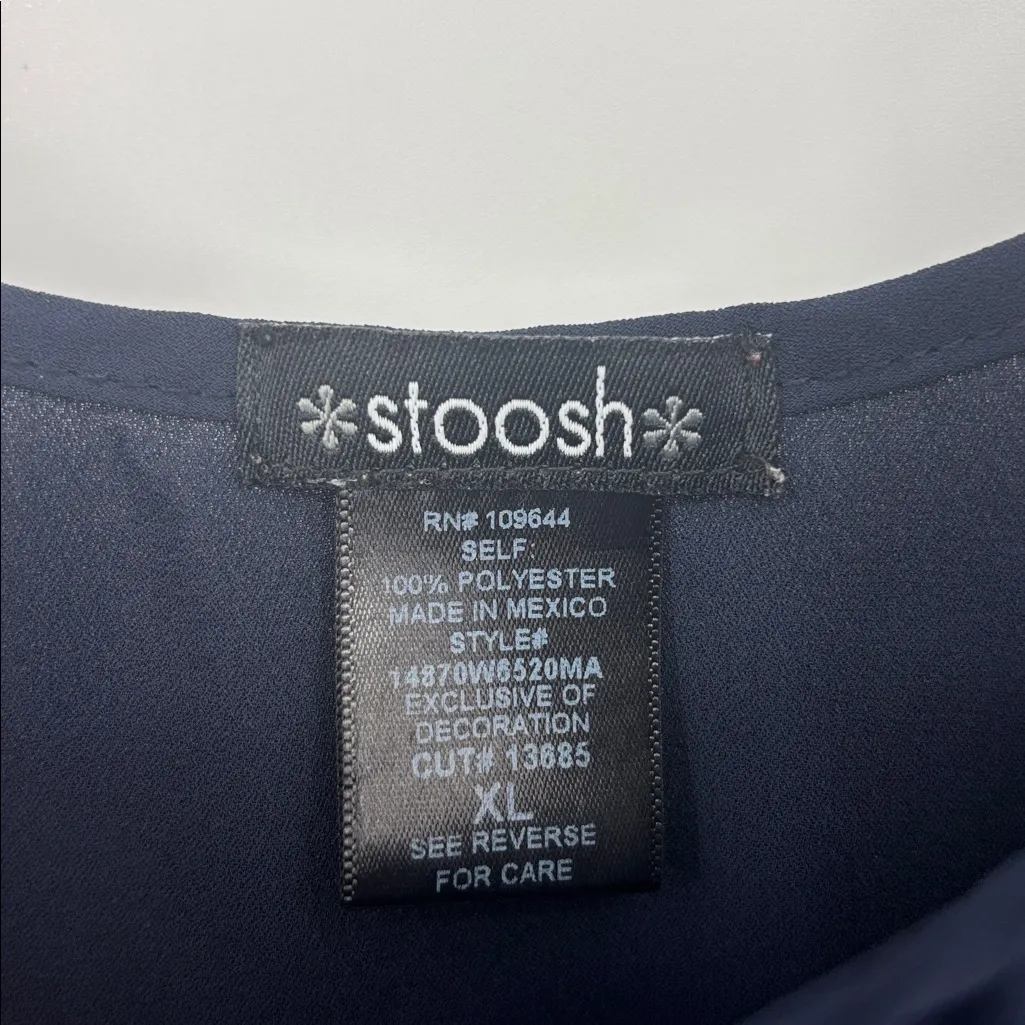 *stoosh*
RN# 109644
SELF:
100% POLYESTER
MADE IN MEXICO
STYLE#
14870W6520MA
EXCLUSIVE OF
DECORATION
CUT# 13685
XL
SEE REVERSE
FOR CARE